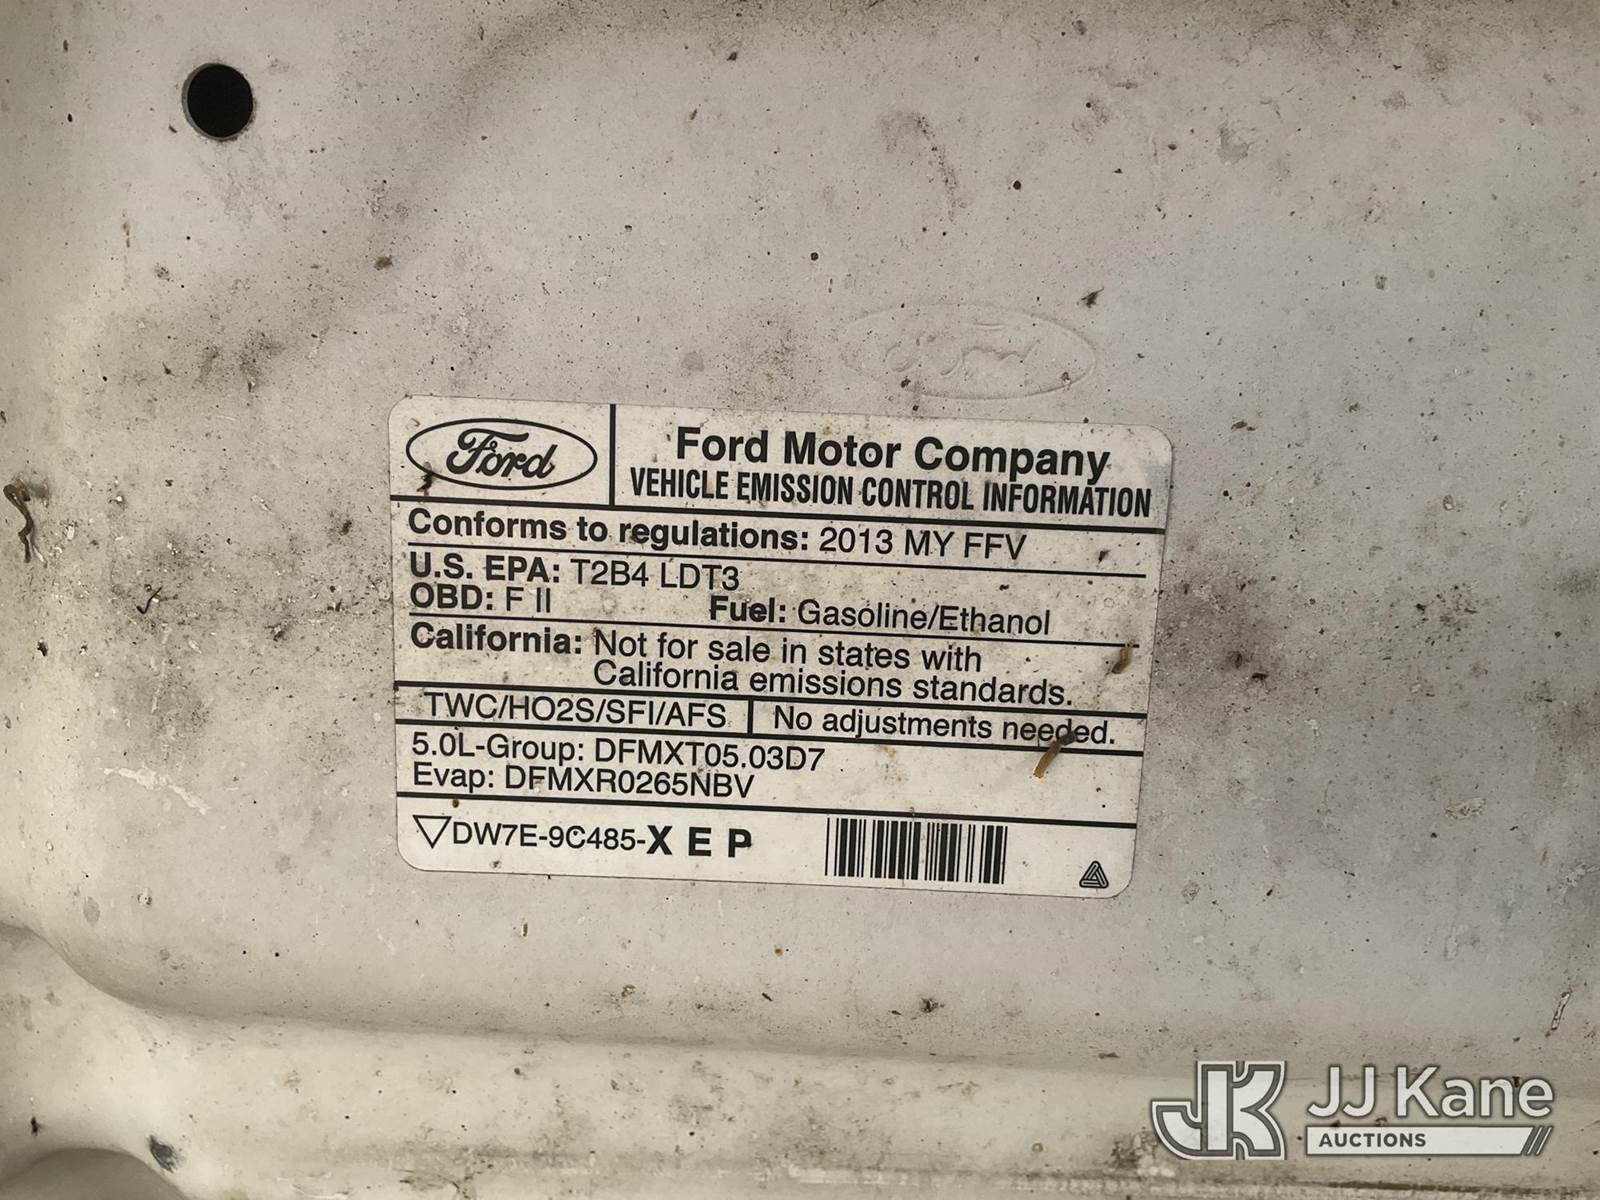 Ford
Ford
Ford Motor Company
VEHICLE EMISSION CONTROL INFORMATION
Conforms to regulations: 2013 MY FFV
U.S. EPA: T2B4 LDT3
OBD: F II Fuel: Gasoline/Ethanol
California: Not for sale in states with
California emissions standards.
TWC/HO2S/SFI/AFS No adjustments needed.
5.0L-Group: DFMXT05.03D7
Evap: DFMXR0265NBV
DW7E-9C485-X E P
JK JJ Kane
AUCTIONS